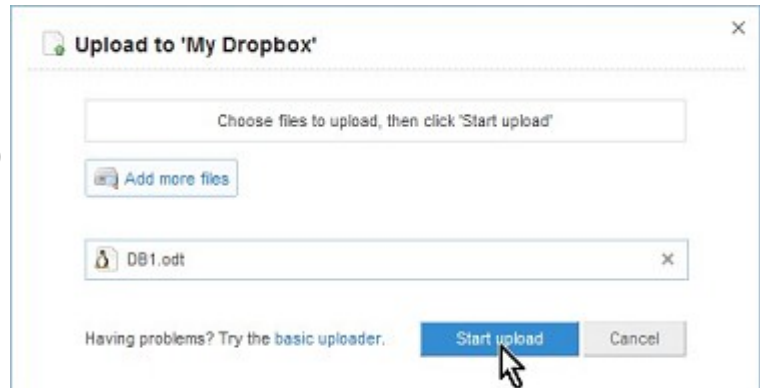 Upload to 'My Dropbox'
Choose files to upload, then click 'Start upload'
Add more files
DB1.odt
Having problems? Try the basic uploader.
Start upload
Cancel